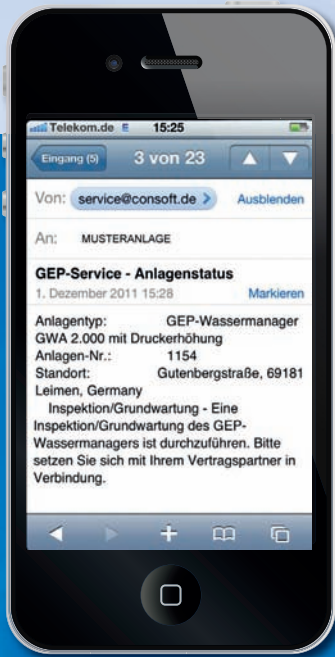 Telekom.de E 15:25
Eingang (5) 3 von 23
Von: service@consoft.de Ausblenden
An: MUSTERANLAGE
GEP-Service - Anlagenstatus
1. Dezember 2011 15:28 Markieren
Anlagentyp: GEP-Wassermanager
GWA 2.000 mit Druckerhöhung
Anlagen-Nr.: 1154
Standort: Gutenbergstraße, 69181
Leimen, Germany
Inspektion/Grundwartung - Eine
Inspektion/Grundwartung des GEP-
Wassermanagers ist durchzuführen. Bitte
setzen Sie sich mit Ihrem Vertragspartner in
Verbindung.